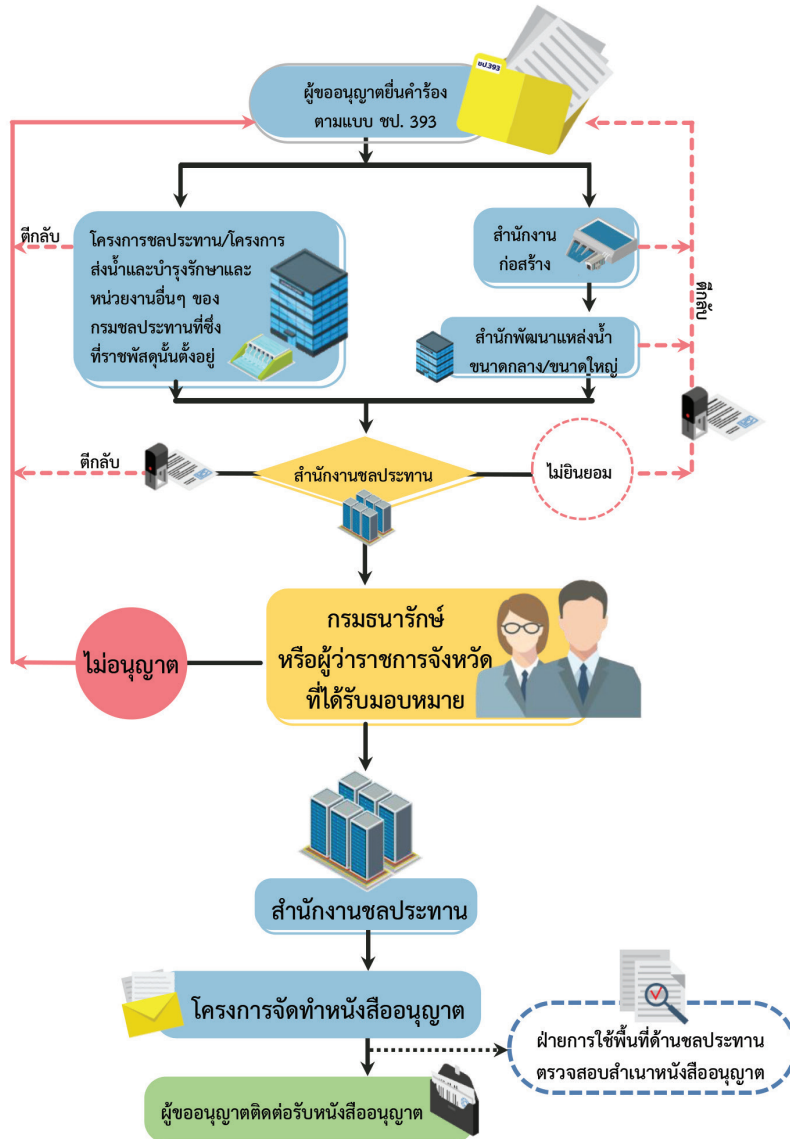 ชป.393
ผู้ขออนุญาตยื่นคำร้อง
ตามแบบ ชป. 393
ตีกลับ
โครงการชลประทาน/โครงการ
ส่งน้ำและบำรุงรักษาและ
หน่วยงานอื่นๆ ของ
กรมชลประทานที่ซึ่ง
ที่ราชพัสดุนั้นตั้งอยู่
สำนักงาน
ก่อสร้าง
ตีกลับ
สำนักพัฒนาแหล่งน้ำ
ขนาดกลาง/ขนาดใหญ่
ตีกลับ
สำนักงานชลประทาน
ไม่ยินยอม
กรมธนารักษ์
หรือผู้ว่าราชการจังหวัด
ที่ได้รับมอบหมาย
ไม่อนุญาต
สำนักงานชลประทาน
โครงการจัดทำหนังสืออนุญาต
ฝ่ายการใช้พื้นที่ด้านชลประทาน
ตรวจสอบสำเนาหนังสืออนุญาต
ผู้ขออนุญาตติดต่อรับหนังสืออนุญาต